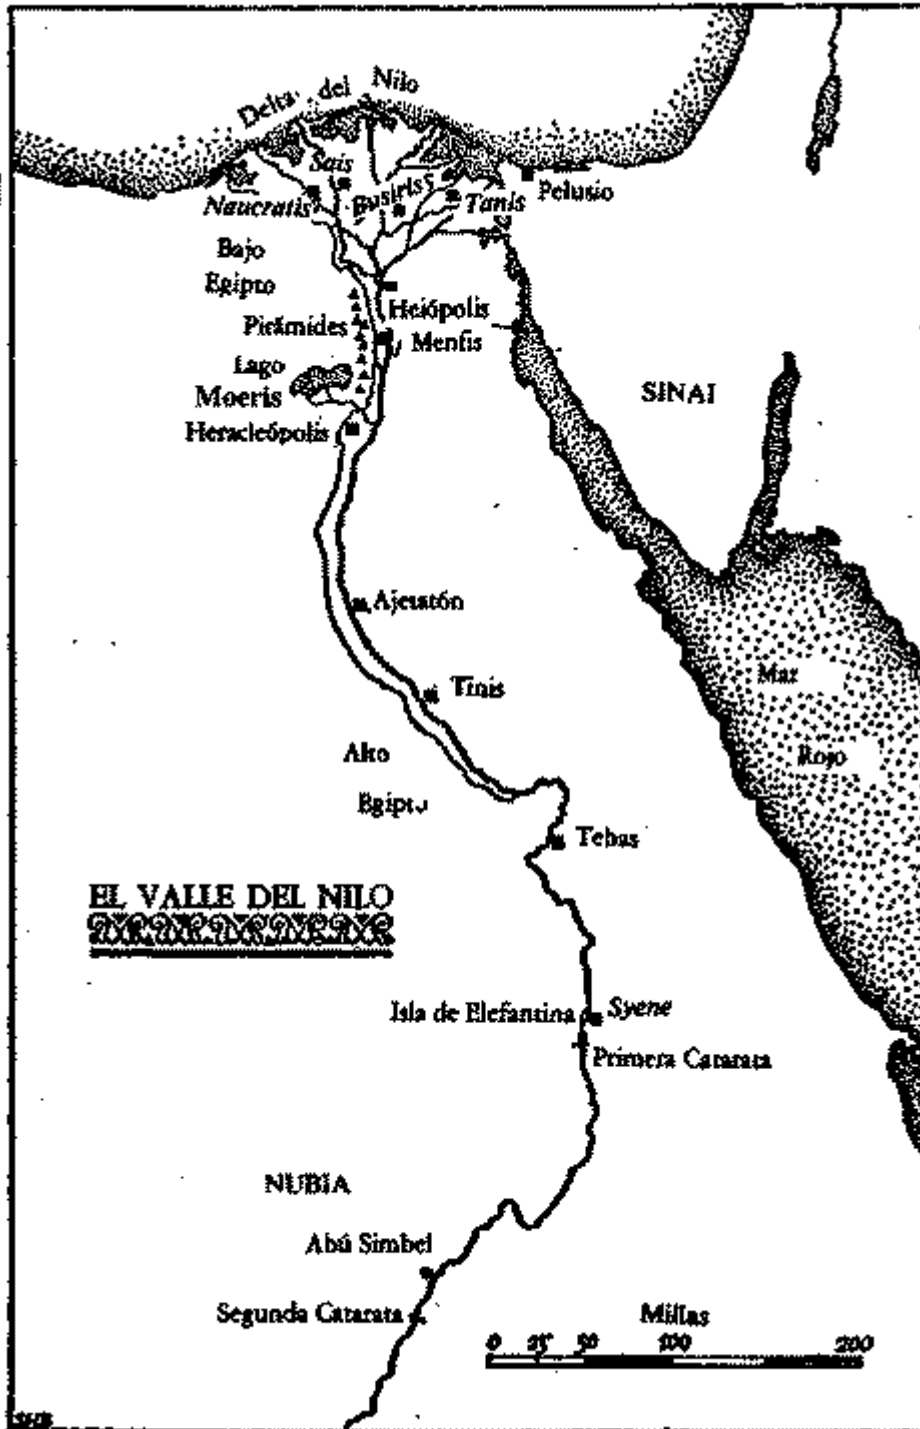 Delta del Nilo
Sais
Naucratis
Busiris
Tanis
Pelusio
Bajo
Egipto
Heiópolis
Pirámides
Menfis
Lago
Moeris
SINAI
Heracleópolis
Ajetatón
Tinis
Mar
Rojo
Alto
Egipto
Tebas
EL VALLE DEL NILO
Isla de Elefantina
Syene
Primera Catarata
NUBIA
Abú Simbel
Segunda Catarata
Millas
0 25 50 100 200